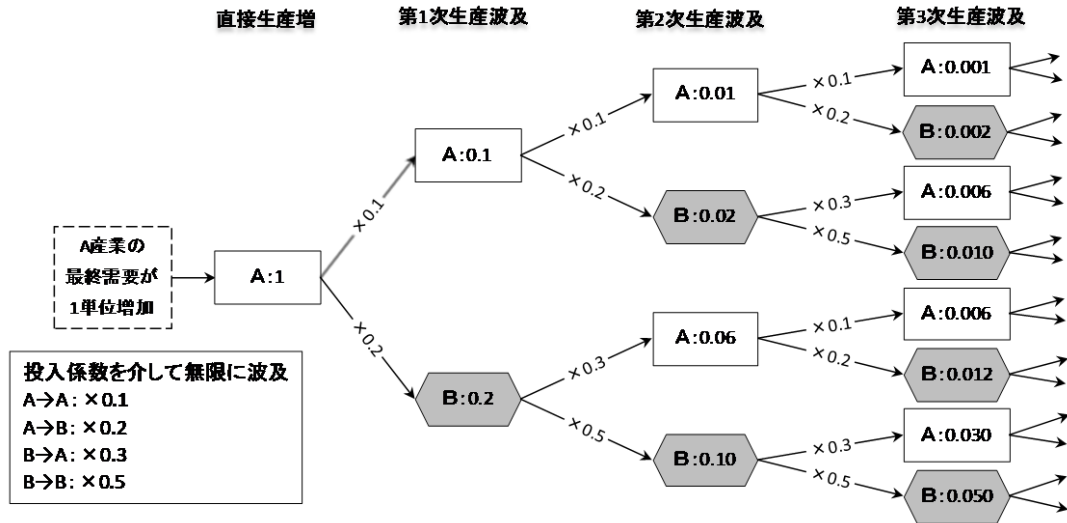 直接生産増
第1次生産波及
第2次生産波及
第3次生産波及
A産業の
最終需要が
1単位増加
A:1
×0.1
×0.2
A:0.1
B:0.2
×0.1
×0.2
×0.3
×0.5
A:0.01
B:0.02
A:0.06
B:0.10
×0.1
×0.2
×0.3
×0.5
×0.1
×0.2
×0.3
×0.5
A:0.001
B:0.002
A:0.006
B:0.010
A:0.006
B:0.012
A:0.030
B:0.050
投入係数を介して無限に波及
A→A: ×0.1
A→B: ×0.2
B→A: ×0.3
B→B: ×0.5